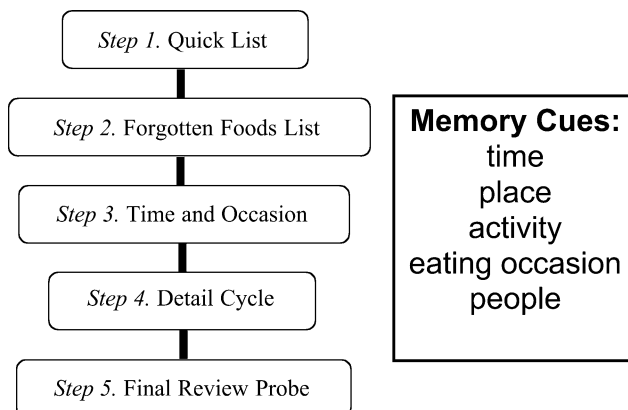 Step 1. Quick List
Step 2. Forgotten Foods List
Step 3. Time and Occasion
Step 4. Detail Cycle
Step 5. Final Review Probe
Memory Cues:
time
place
activity
eating occasion
people